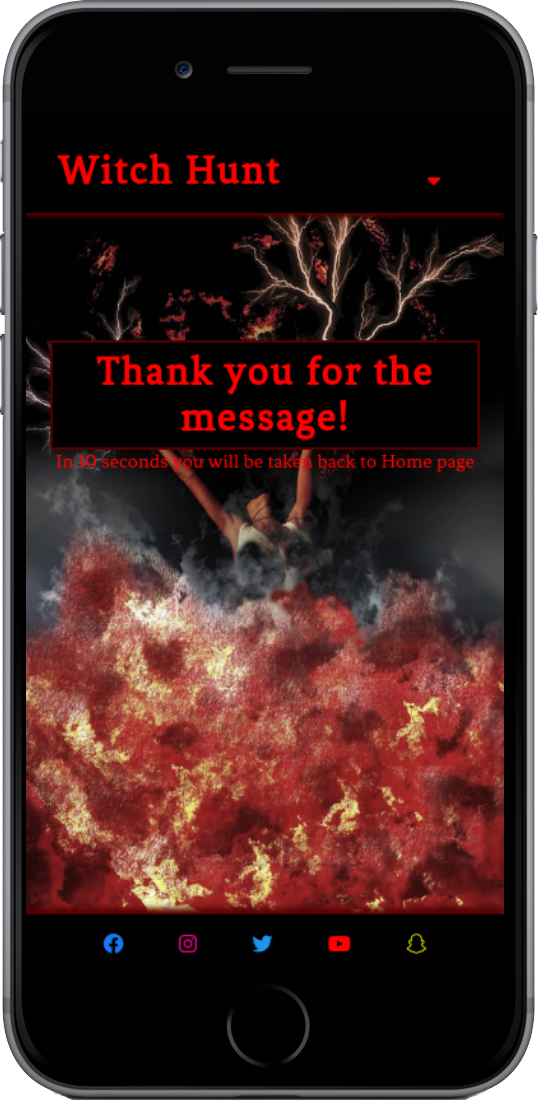 Witch Hunt
Thank you for the
message!
In 10 seconds you will be taken back to Home page